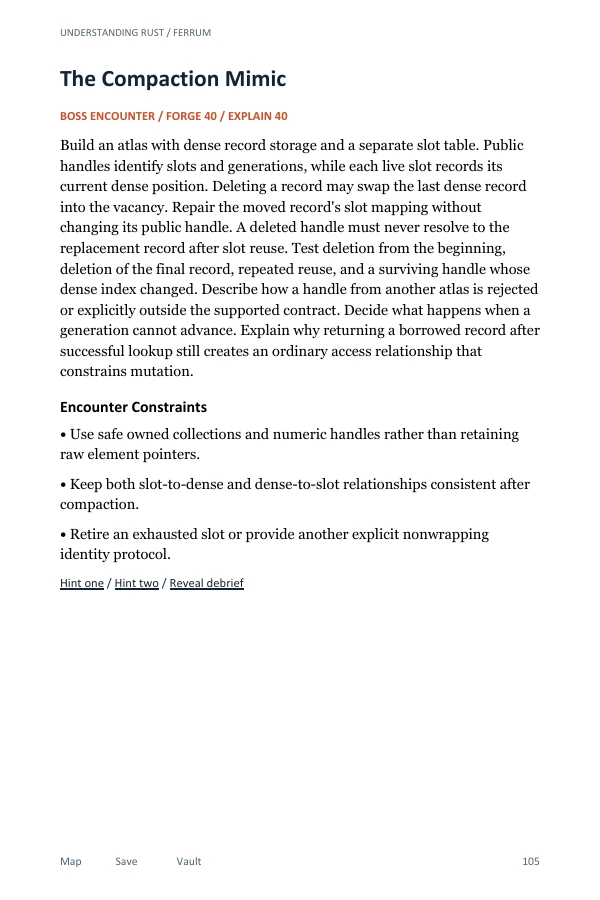 UNDERSTANDING RUST / FERRUM
The Compaction Mimic
BOSS ENCOUNTER / FORGE 40 / EXPLAIN 40
Build an atlas with dense record storage and a separate slot table. Public
handles identify slots and generations, while each live slot records its
current dense position. Deleting a record may swap the last dense record
into the vacancy. Repair the moved record's slot mapping without
changing its public handle. A deleted handle must never resolve to the
replacement record after slot reuse. Test deletion from the beginning,
deletion of the final record, repeated reuse, and a surviving handle whose
dense index changed. Describe how a handle from another atlas is rejected
or explicitly outside the supported contract. Decide what happens when a
generation cannot advance. Explain why returning a borrowed record after
successful lookup still creates an ordinary access relationship that
constrains mutation.
Encounter Constraints
• Use safe owned collections and numeric handles rather than retaining
raw element pointers.
• Keep both slot-to-dense and dense-to-slot relationships consistent after
compaction.
• Retire an exhausted slot or provide another explicit nonwrapping
identity protocol.
Hint one / Hint two / Reveal debrief
Map Save Vault 105